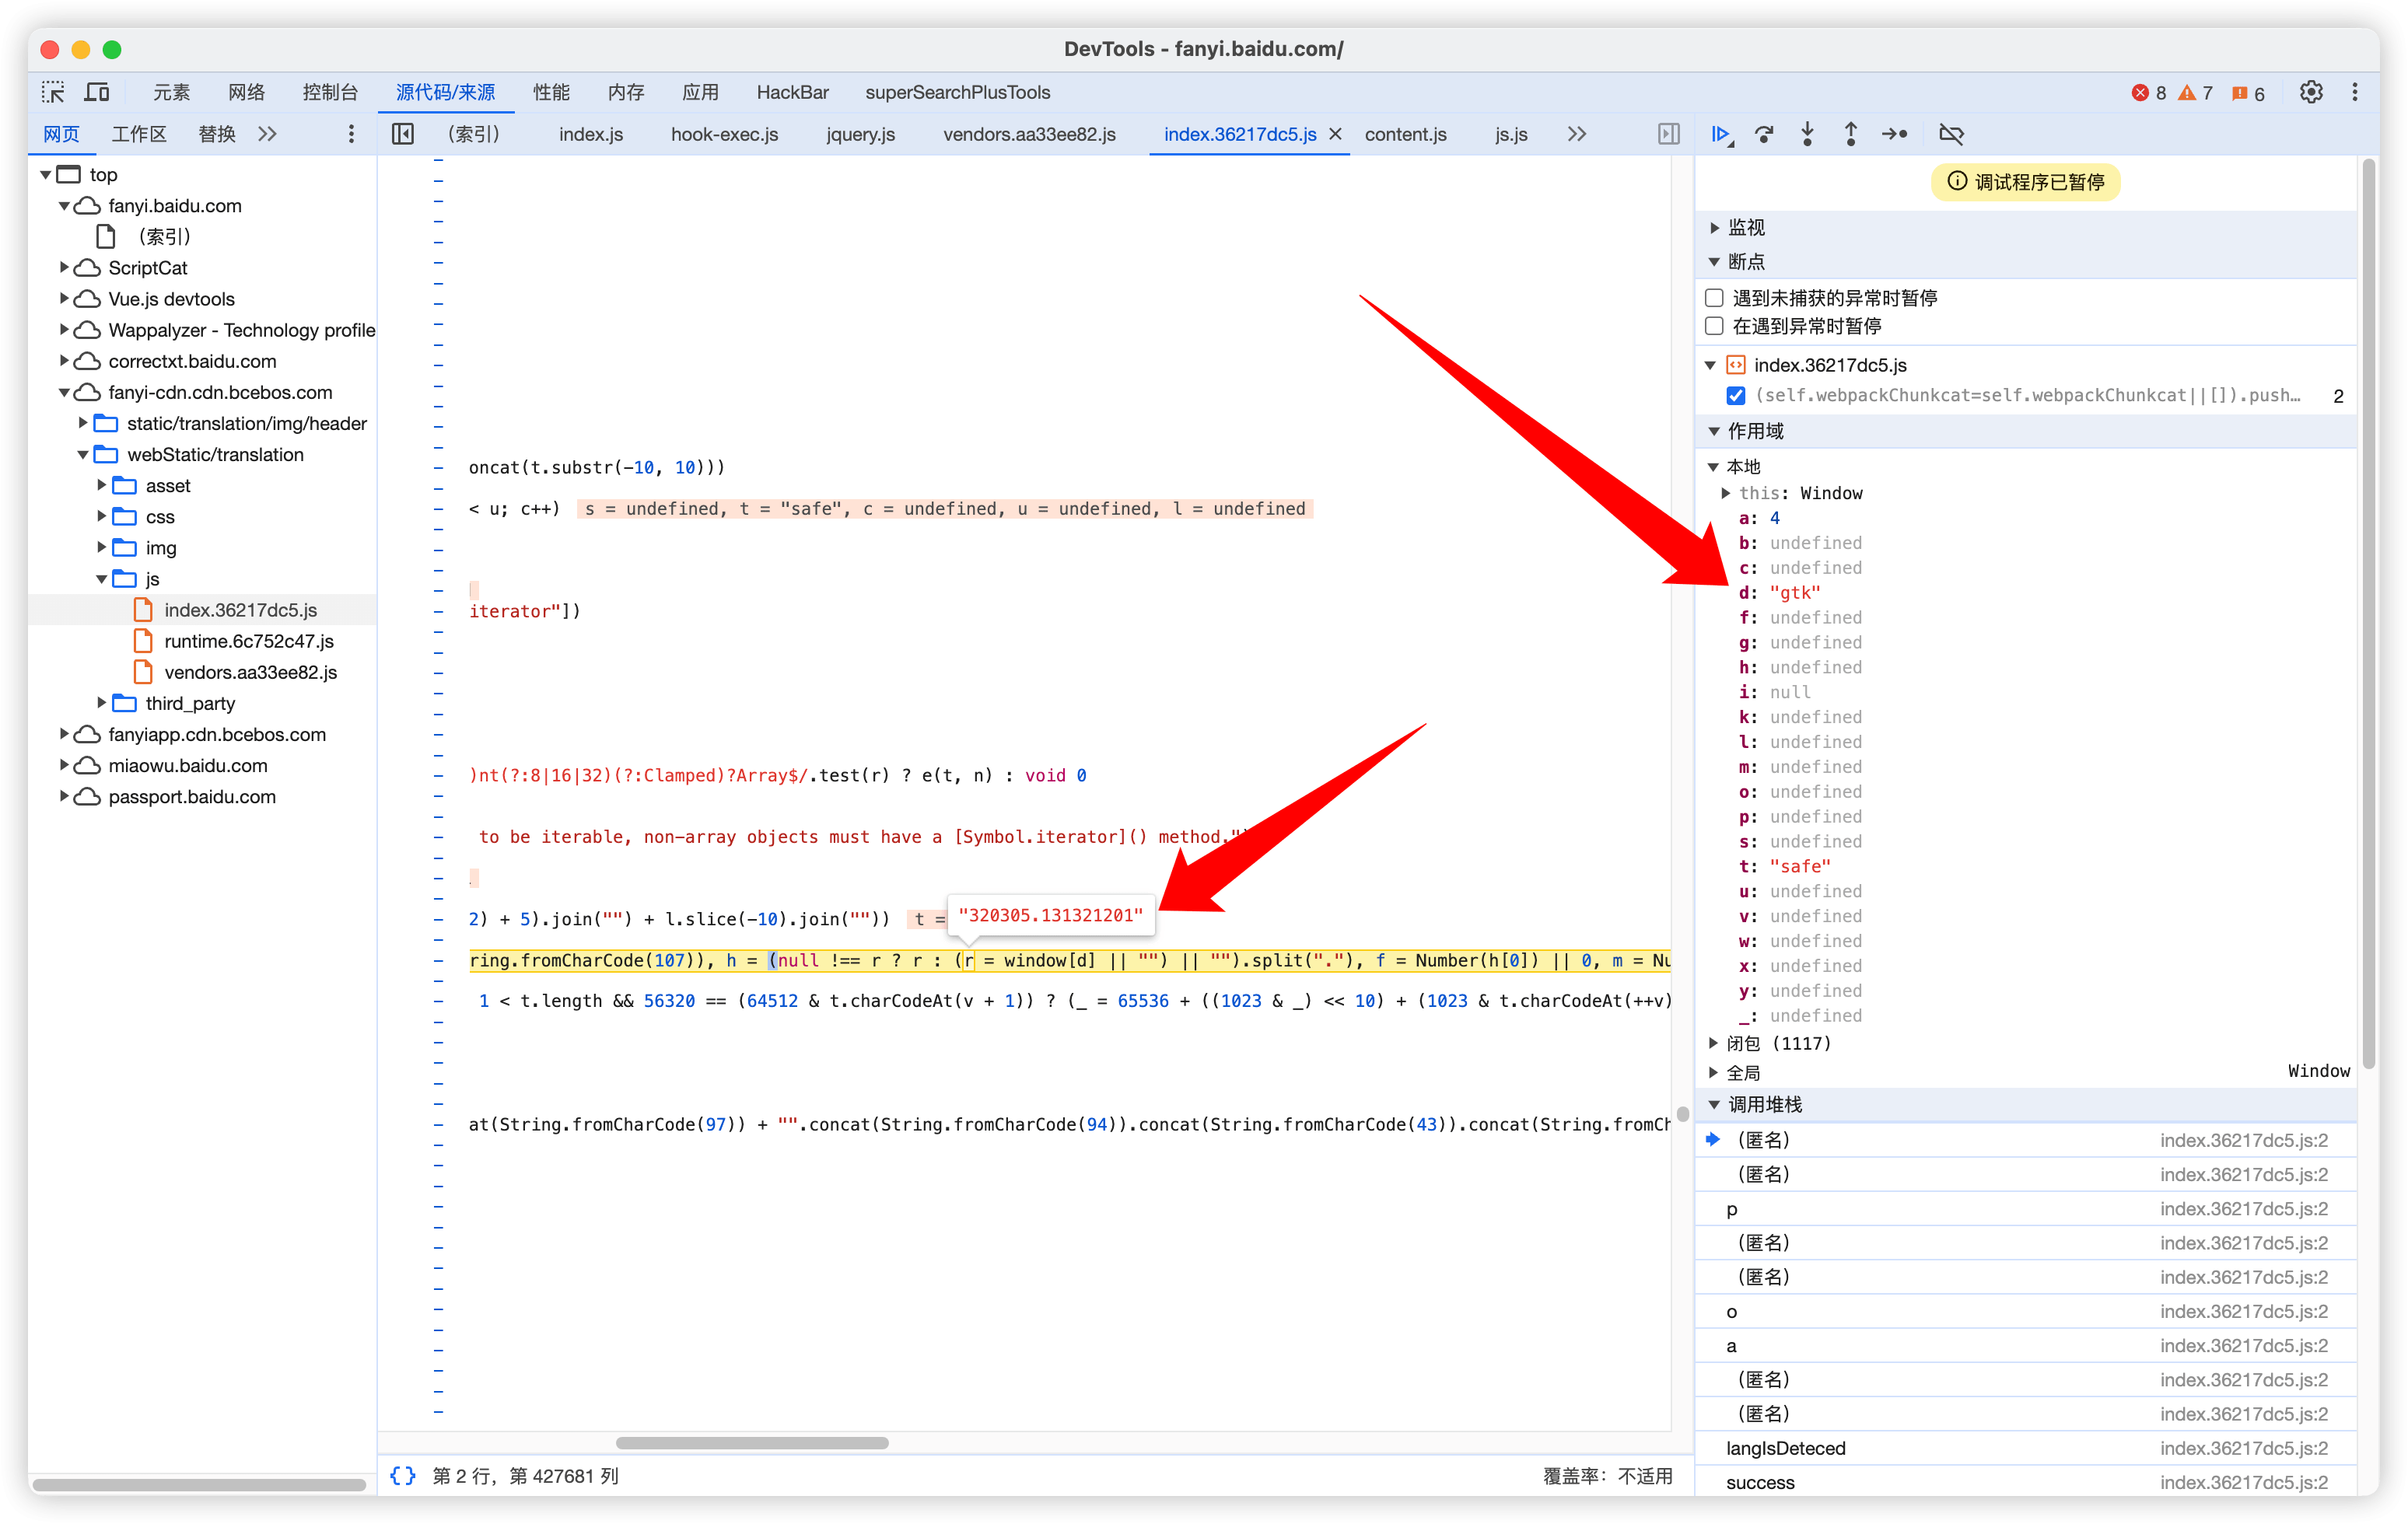 DevTools - fanyi.baidu.com/
元素 网络 控制台 源代码/来源 性能 内存 应用 HackBar superSearchPlusTools 8 7 6
网页 工作区 替换
(索引) index.js hook-exec.js jquery.js vendors.aa33ee82.js index.36217dc5.js content.js js.js
top
fanyi.baidu.com
(索引)
ScriptCat
Vue.js devtools
Wappalyzer - Technology profile
correctxt.baidu.com
fanyi-cdn.cdn.bcebos.com
static/translation/img/header
webStatic/translation
asset
css
img
js
index.36217dc5.js
runtime.6c752c47.js
vendors.aa33ee82.js
third_party
fanyiapp.cdn.bcebos.com
miaowu.baidu.com
passport.baidu.com
oncat(t.substr(-10, 10)))
< u; c++) s = undefined, t = "safe", c = undefined, u = undefined, l = undefined
iterator"])
)nt(?:8|16|32)(?:Clamped)?Array$/.test(r) ? e(t, n) : void 0
to be iterable, non-array objects must have a [Symbol.iterator]() method."
2) + 5).join("") + l.slice(-10).join("")) t =
"320305.131321201"
ring.fromCharCode(107)), h = (null !== r ? r : (r = window[d] || "") || "").split("."), f = Number(h[0]) || 0, m = Nu
1 < t.length && 56320 == (64512 & t.charCodeAt(v + 1)) ? (_ = 65536 + ((1023 & _) << 10) + (1023 & t.charCodeAt(++v)
at(String.fromCharCode(97)) + "".concat(String.fromCharCode(94)).concat(String.fromCharCode(43)).concat(String.fromCh
第 2 行，第 427681 列 覆盖率：不适用
调试程序已暂停
监视
断点
遇到未捕获的异常时暂停
在遇到异常时暂停
index.36217dc5.js
(self.webpackChunkcat=self.webpackChunkcat||[]).push… 2
作用域
本地
this: Window
a: 4
b: undefined
c: undefined
d: "gtk"
f: undefined
g: undefined
h: undefined
i: null
k: undefined
l: undefined
m: undefined
o: undefined
p: undefined
s: undefined
t: "safe"
u: undefined
v: undefined
w: undefined
x: undefined
y: undefined
_: undefined
闭包 (1117)
全局 Window
调用堆栈
(匿名) index.36217dc5.js:2
(匿名) index.36217dc5.js:2
p index.36217dc5.js:2
(匿名) index.36217dc5.js:2
(匿名) index.36217dc5.js:2
o index.36217dc5.js:2
a index.36217dc5.js:2
(匿名) index.36217dc5.js:2
(匿名) index.36217dc5.js:2
langIsDeteced index.36217dc5.js:2
success index.36217dc5.js:2